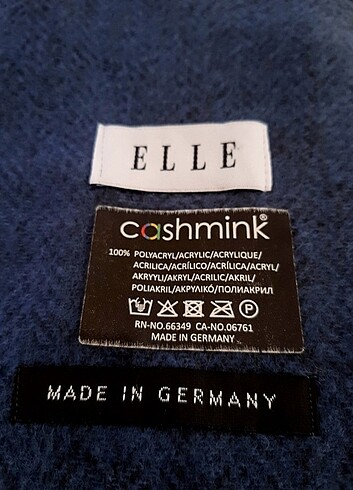 ELLE
cashmink®
100% POLYACRYL/ACRYLIC/ACRYLIQUE/
ACRILICA/ACRÍLICO/ACRÍLICA/ACRYL/
AKRYYLI/AKRYL/ACRILIC/AKRIL/
POLIAKRIL/AKPYΛIKÓ/ПОЛИАКРИЛ
RN-NO.66349 CA-NO.06761
MADE IN GERMANY
MADE IN GERMANY